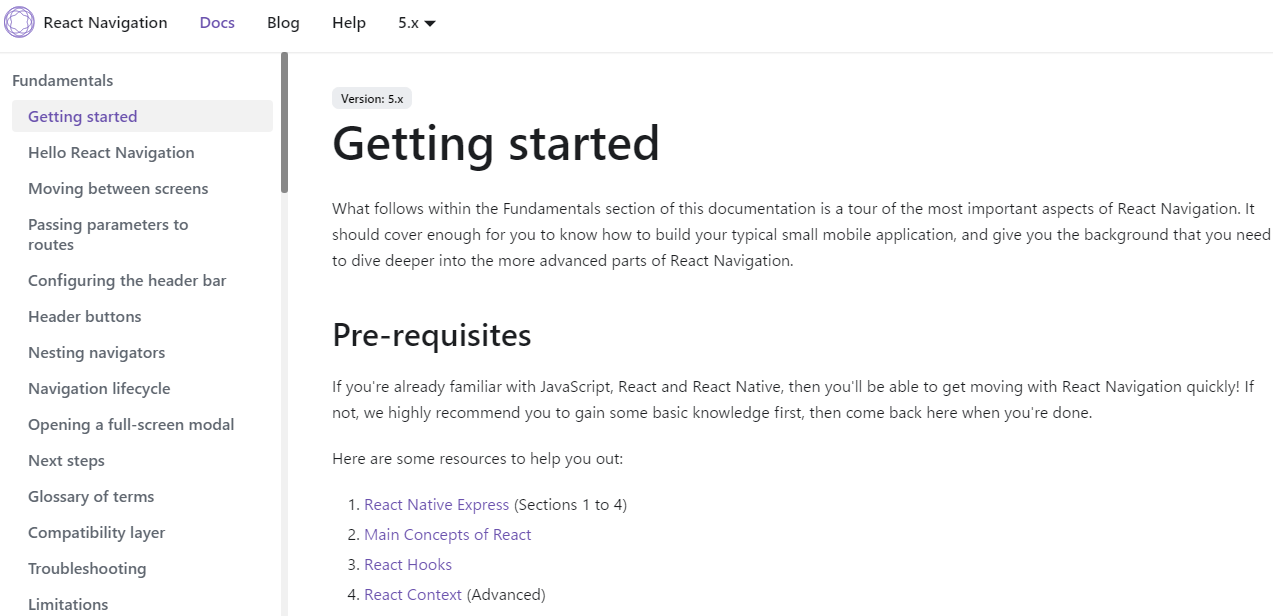 React Navigation Docs Blog Help 5.x
Fundamentals
Getting started
Hello React Navigation
Moving between screens
Passing parameters to
routes
Configuring the header bar
Header buttons
Nesting navigators
Navigation lifecycle
Opening a full-screen modal
Next steps
Glossary of terms
Compatibility layer
Troubleshooting
Limitations
Version: 5.x
Getting started
What follows within the Fundamentals section of this documentation is a tour of the most important aspects of React Navigation. It
should cover enough for you to know how to build your typical small mobile application, and give you the background that you need
to dive deeper into the more advanced parts of React Navigation.
Pre-requisites
If you're already familiar with JavaScript, React and React Native, then you'll be able to get moving with React Navigation quickly! If
not, we highly recommend you to gain some basic knowledge first, then come back here when you're done.
Here are some resources to help you out:
1. React Native Express (Sections 1 to 4)
2. Main Concepts of React
3. React Hooks
4. React Context (Advanced)